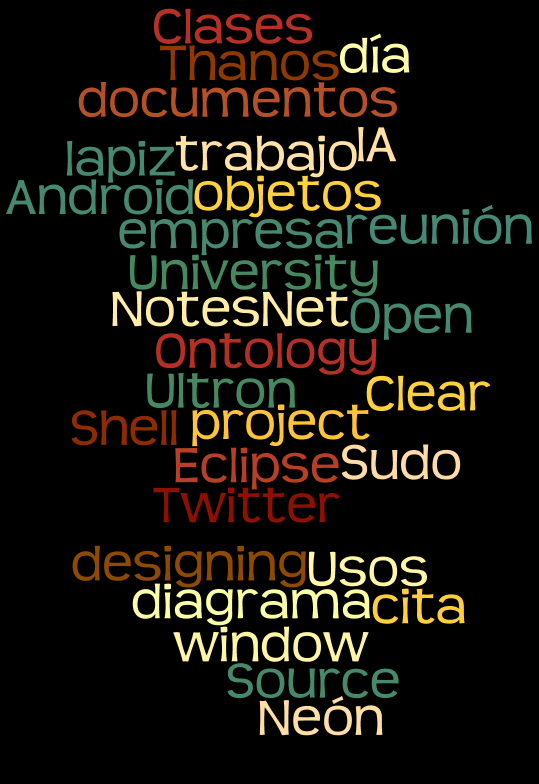 Clases
Thanos día
documentos
lapiz trabajo IA
Android objetos
empresa reunión
University
NotesNet Open
Ontology
Ultron Clear
Shell project
Eclipse Sudo
Twitter
designing Usos
diagrama cita
window
Source
Neón